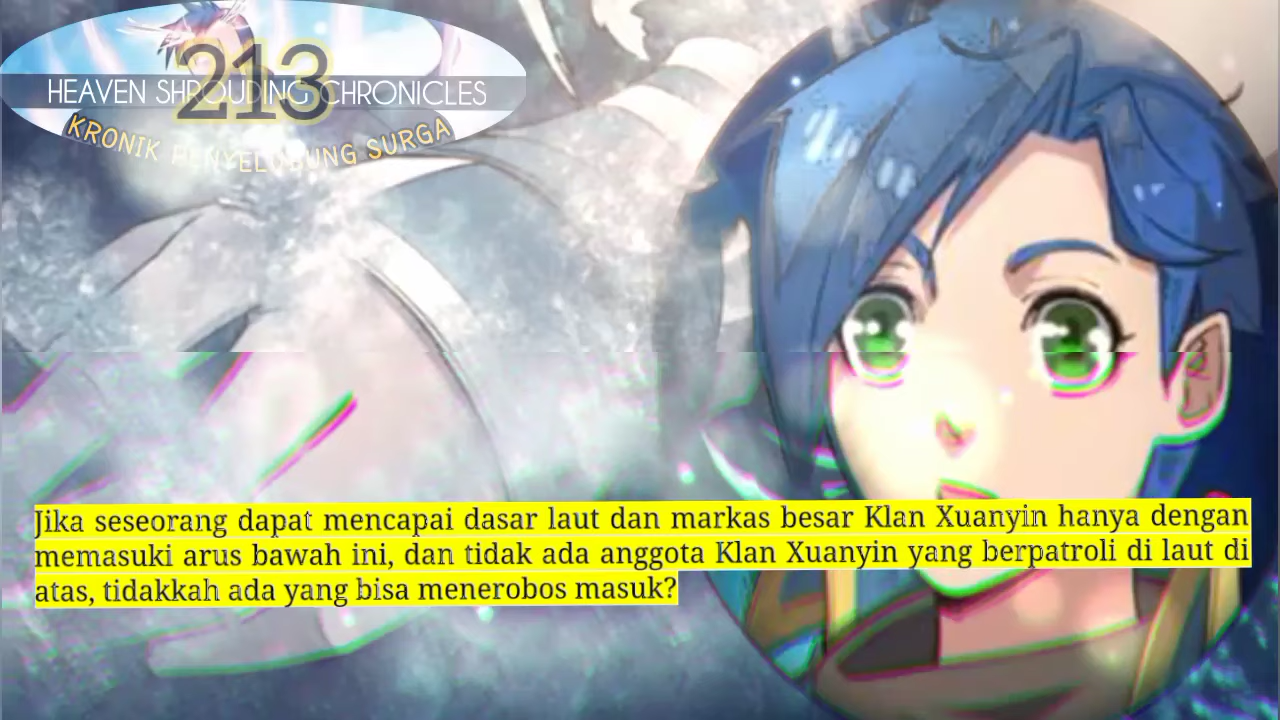 213
HEAVEN SHROUDING CHRONICLES
KRONIK PENYELUBUNG SURGA
Jika seseorang dapat mencapai dasar laut dan markas besar Klan Xuanyin hanya dengan
memasuki arus bawah ini, dan tidak ada anggota Klan Xuanyin yang berpatroli di laut di
atas, tidakkah ada yang bisa menerobos masuk?